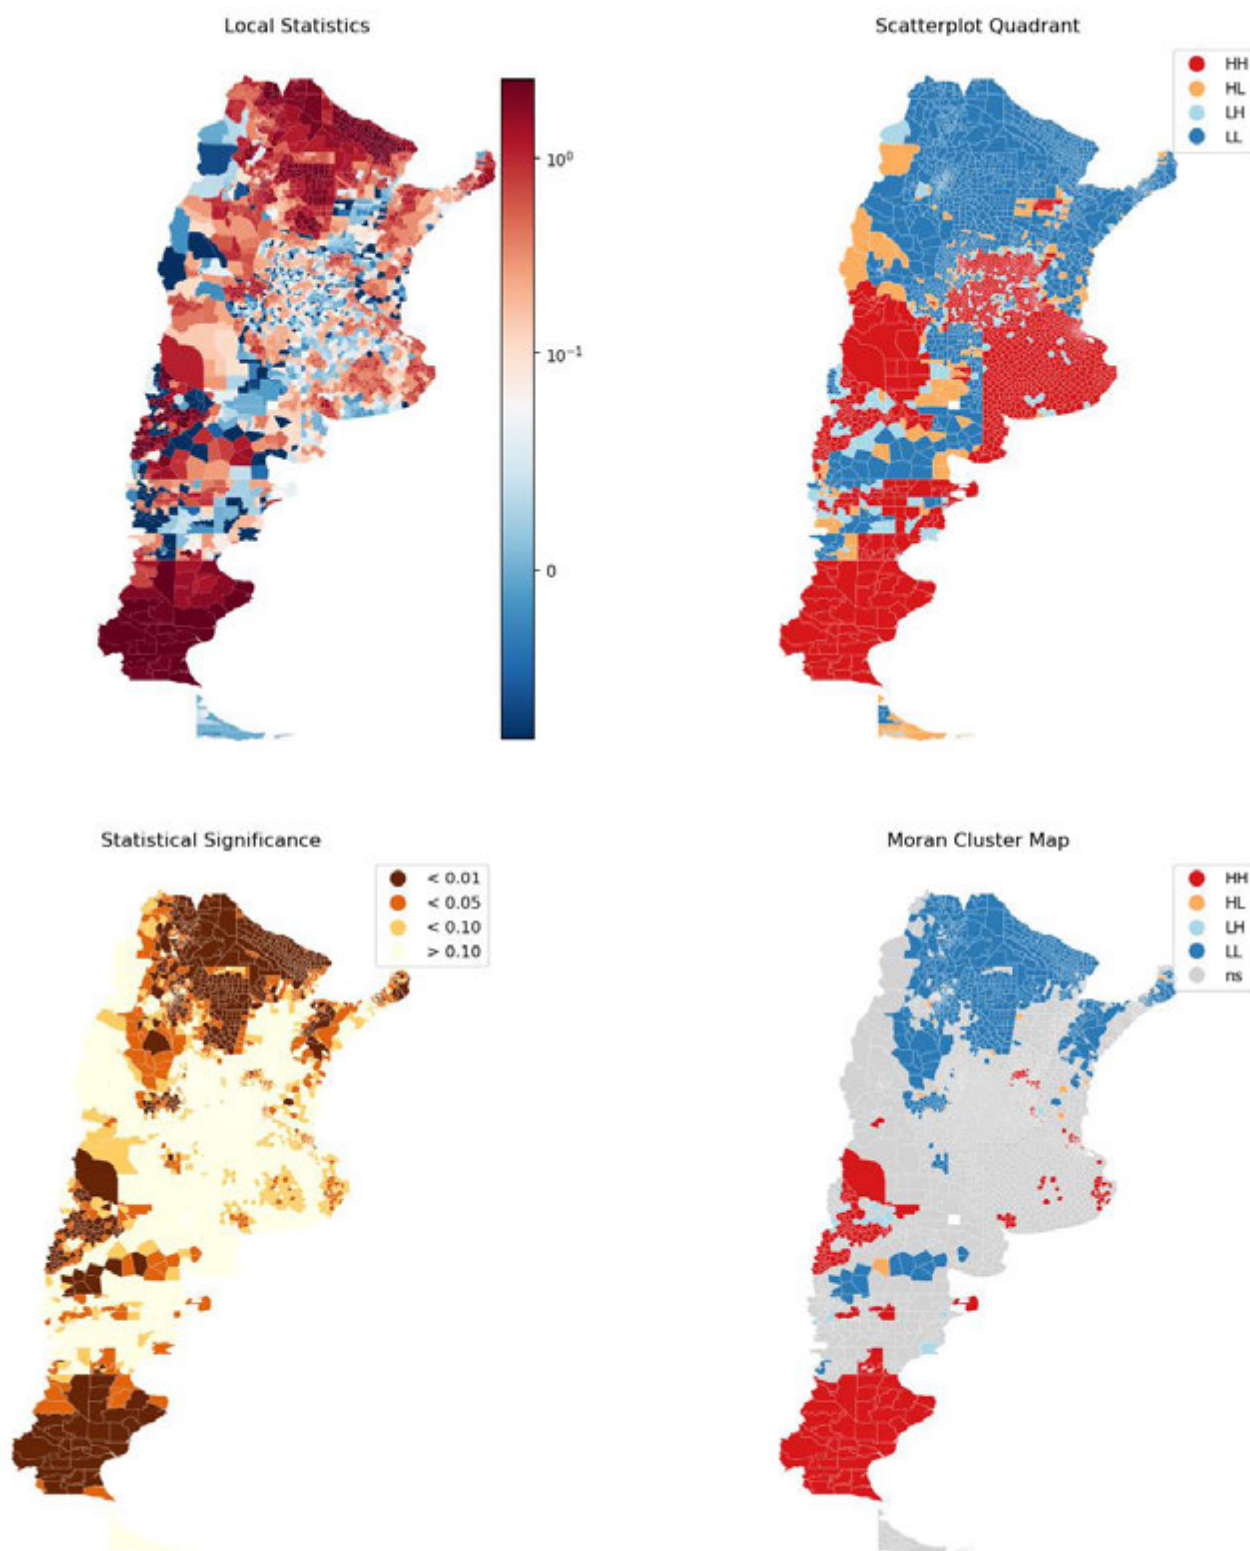 Local Statistics
10⁰
10⁻¹
0
Scatterplot Quadrant
HH
HL
LH
LL
Statistical Significance
< 0.01
< 0.05
< 0.10
> 0.10
Moran Cluster Map
HH
HL
LH
LL
ns